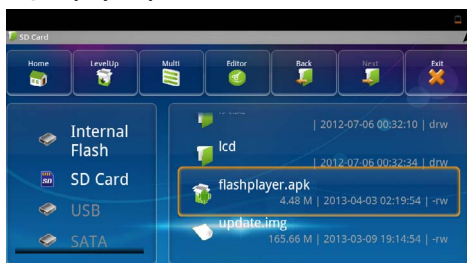 SD Card
Home
LevelUp
Multi
Editor
Back
Next
Exit
Internal
Flash
SD Card
USB
SATA
| 2012-07-06 00:32:10 | drw
lcd
| 2012-07-06 00:32:34 | drw
flashplayer.apk
4.48 M | 2013-04-03 02:19:54 | -rw
update.img
165.66 M | 2013-03-09 19:14:54 | -rw